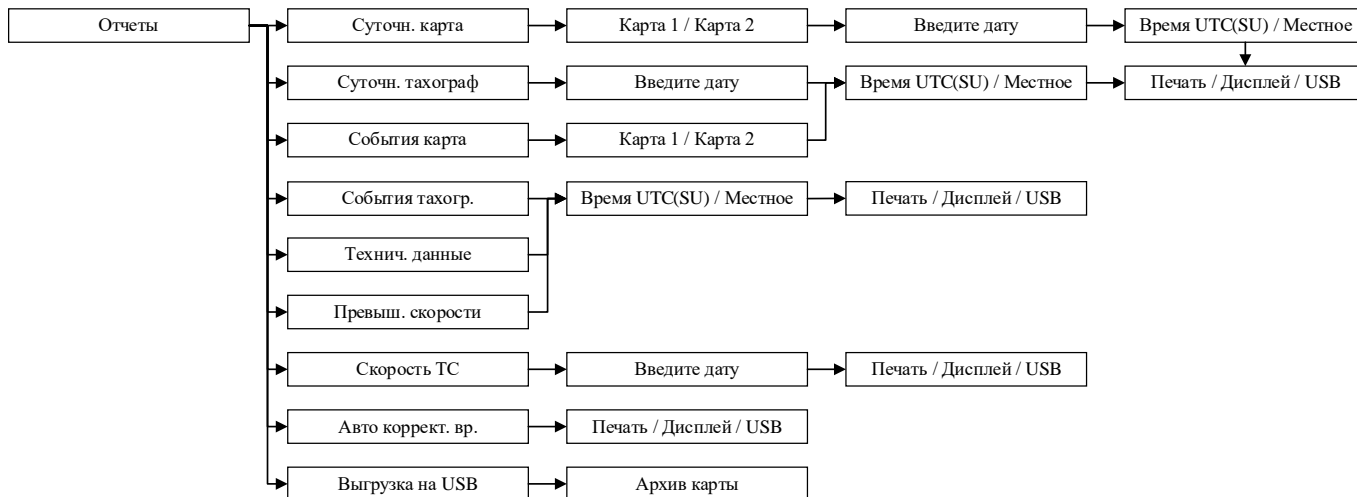 Отчеты
Суточн. карта
Карта 1 / Карта 2
Введите дату
Время UTC(SU) / Местное
Суточн. тахограф
Введите дату
Время UTC(SU) / Местное
Печать / Дисплей / USB
События карта
Карта 1 / Карта 2
События тахогр.
Время UTC(SU) / Местное
Печать / Дисплей / USB
Технич. данные
Превыш. скорости
Скорость ТС
Введите дату
Печать / Дисплей / USB
Авто коррект. вр.
Печать / Дисплей / USB
Выгрузка на USB
Архив карты